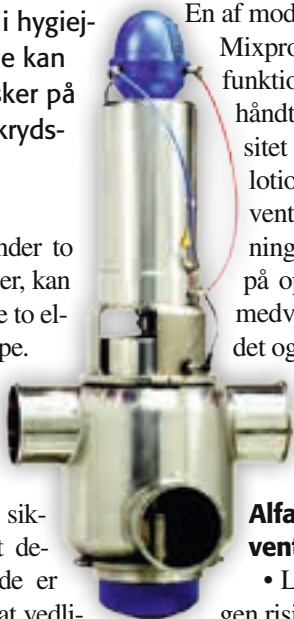 i hygiej-
e kan
sker på
kryds-
nder to
er, kan
e to el-
pe.
sik-
t de-
de er
at vedli-
En af mod
Mixpro
funktio
håndt
sitet
lotio
vent
ning
på op
medv
det og
Alfa
vent
• L
gen risi